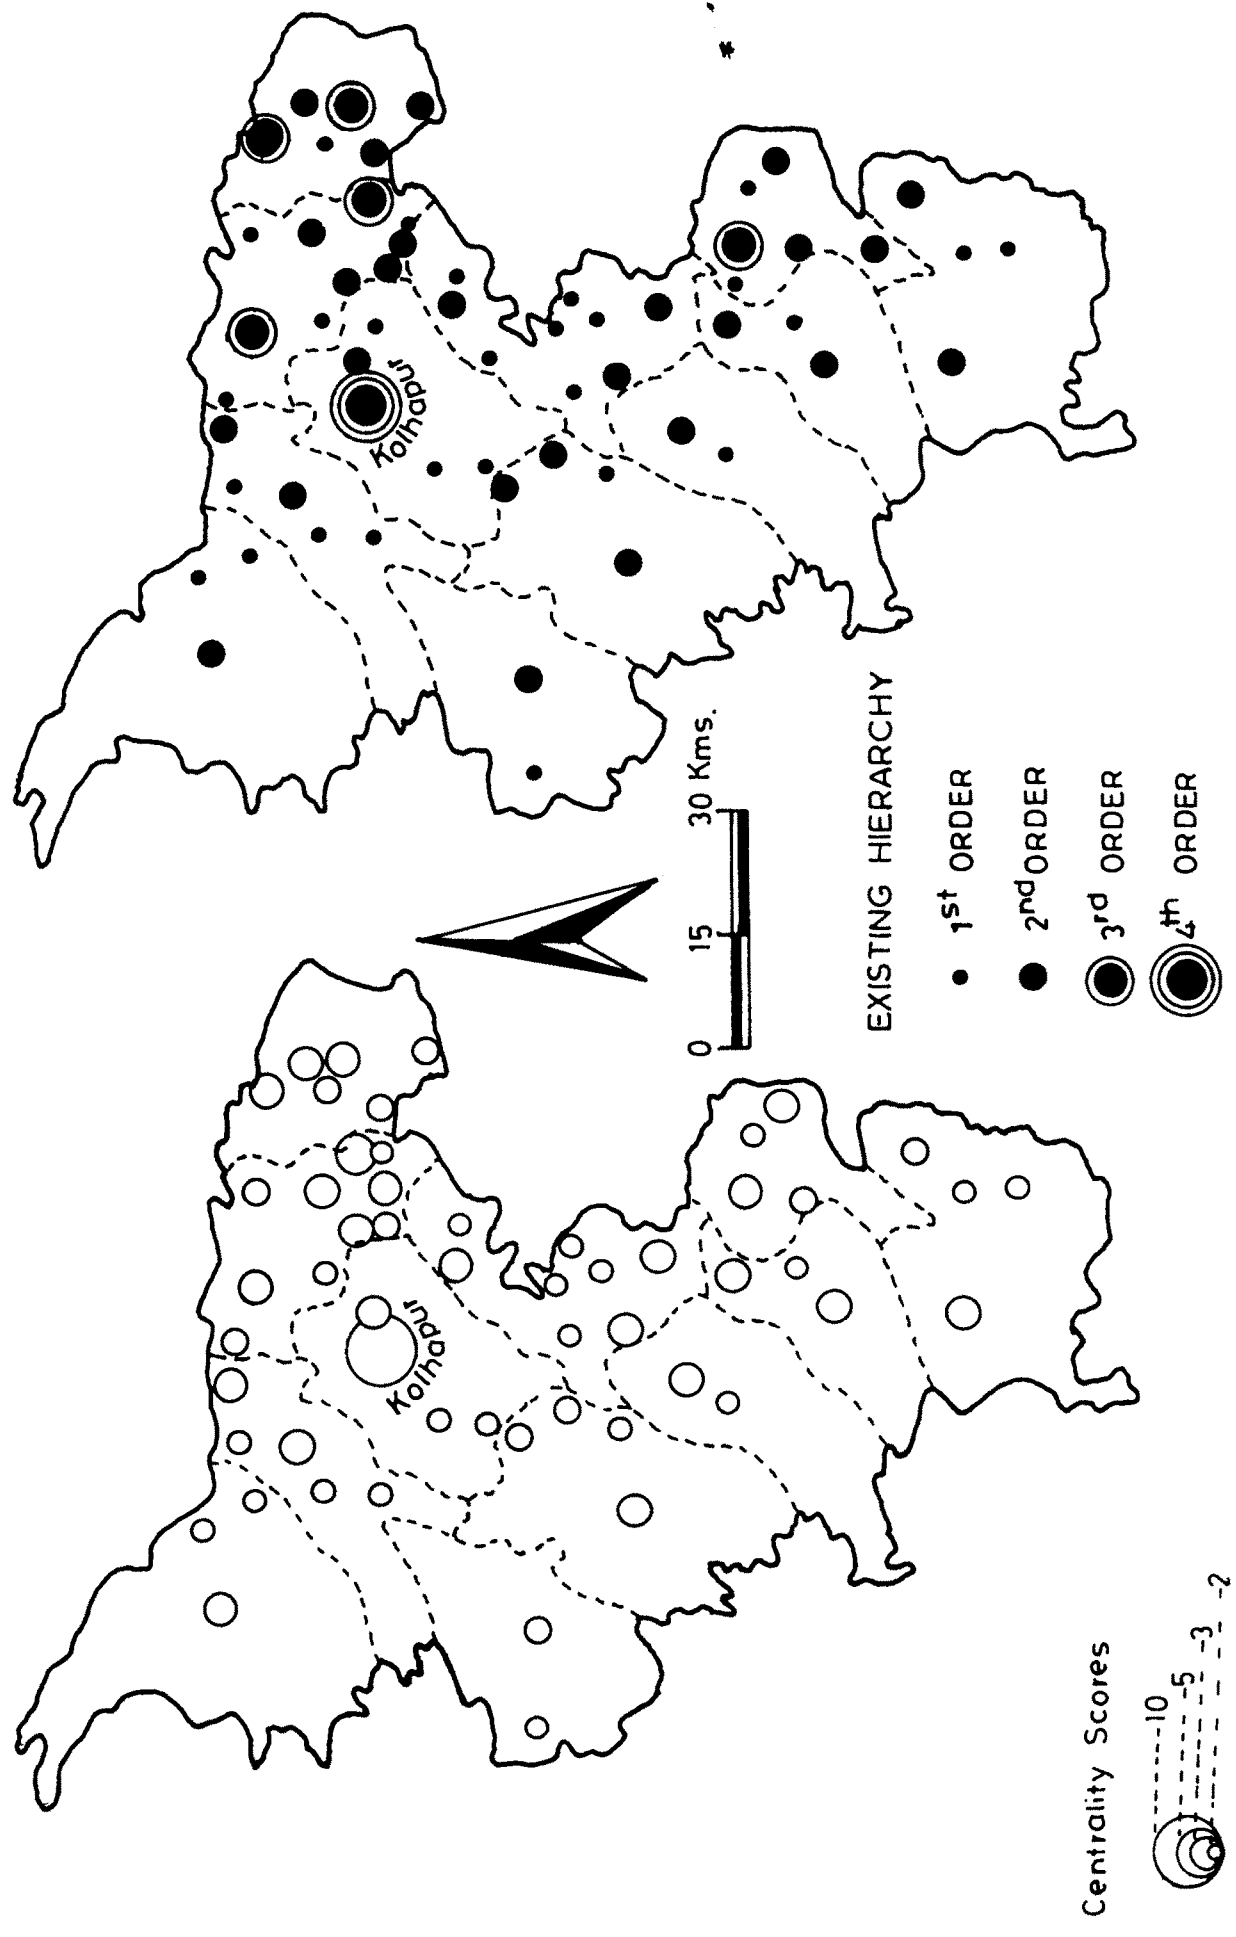 Kolhapur
Kolhapur
0 15 30 Kms.
EXISTING HIERARCHY
1st ORDER
2nd ORDER
3rd ORDER
4th ORDER
Centrality Scores
-10
-5
-3
-2